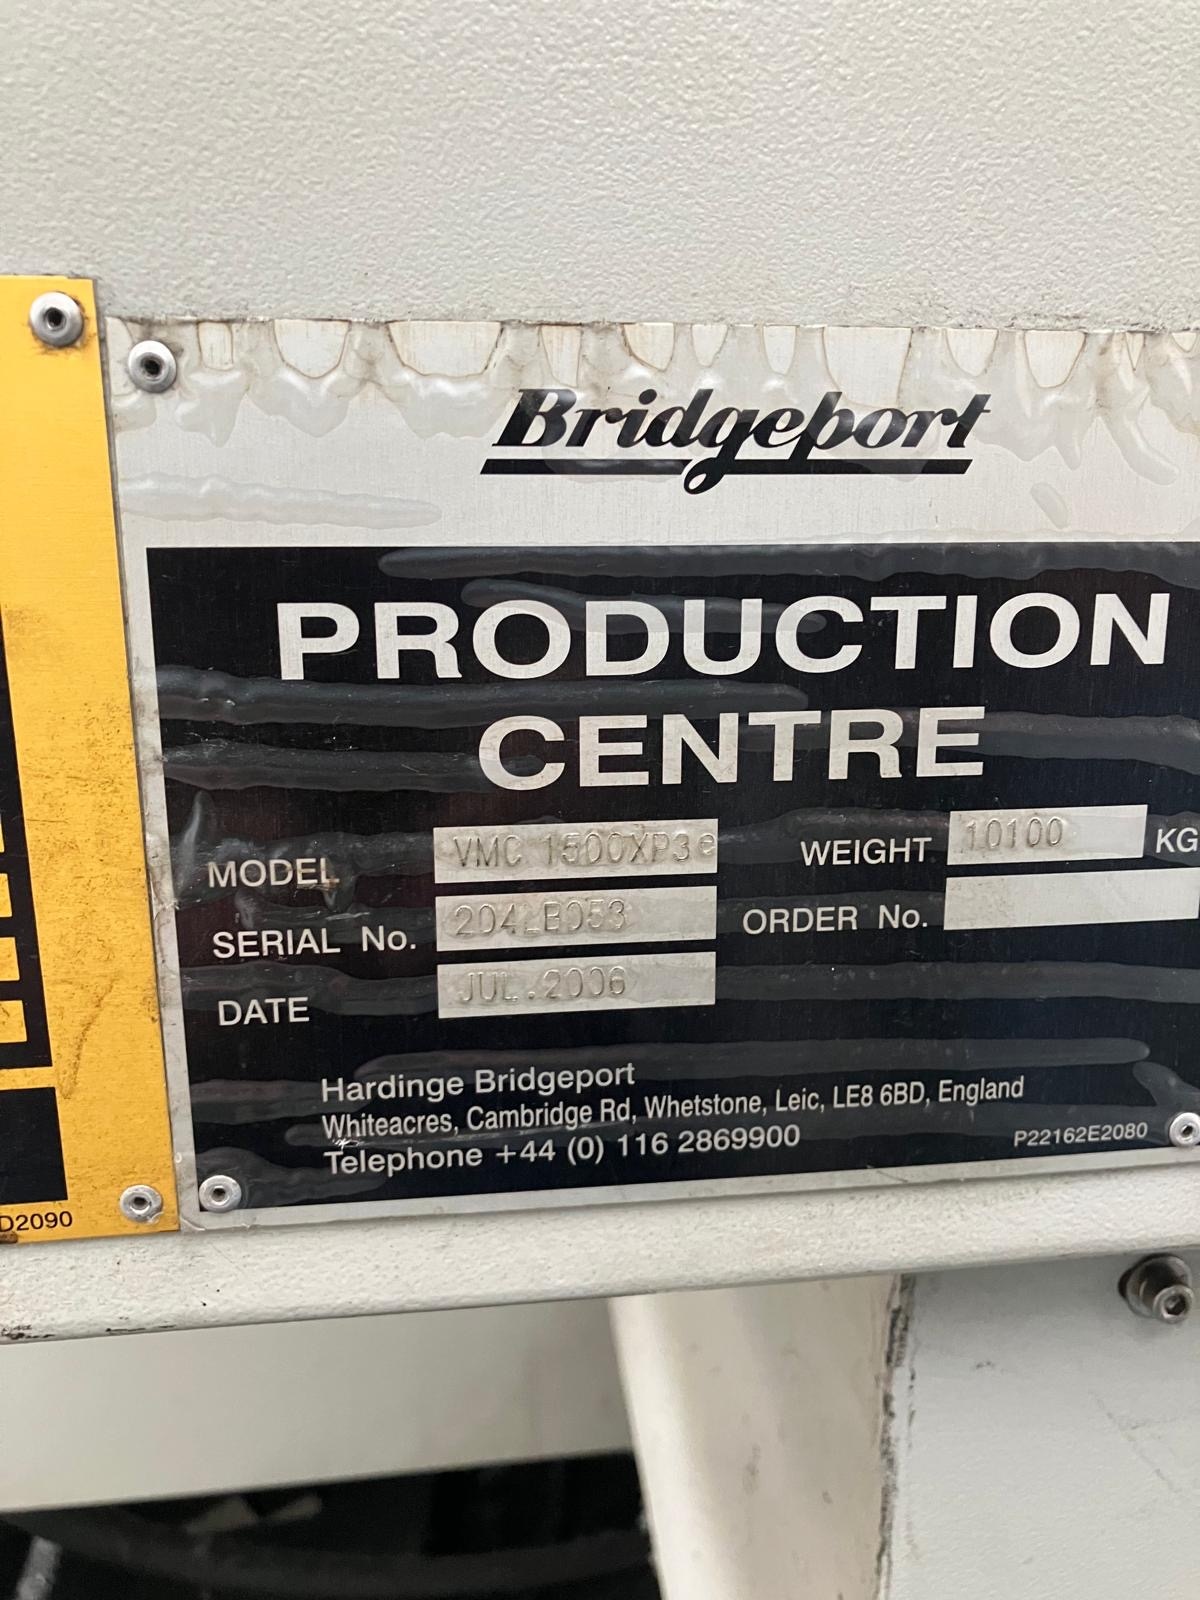 Bridgeport
PRODUCTION
CENTRE
MODEL VMC 1500XP3e
WEIGHT 10100 KG
SERIAL No. 204LB053
ORDER No.
DATE JUL.2006
Hardinge Bridgeport
Whiteacres, Cambridge Rd, Whetstone, Leic, LE8 6BD, England
Telephone +44 (0) 116 2869900
P22162E2080
D2090